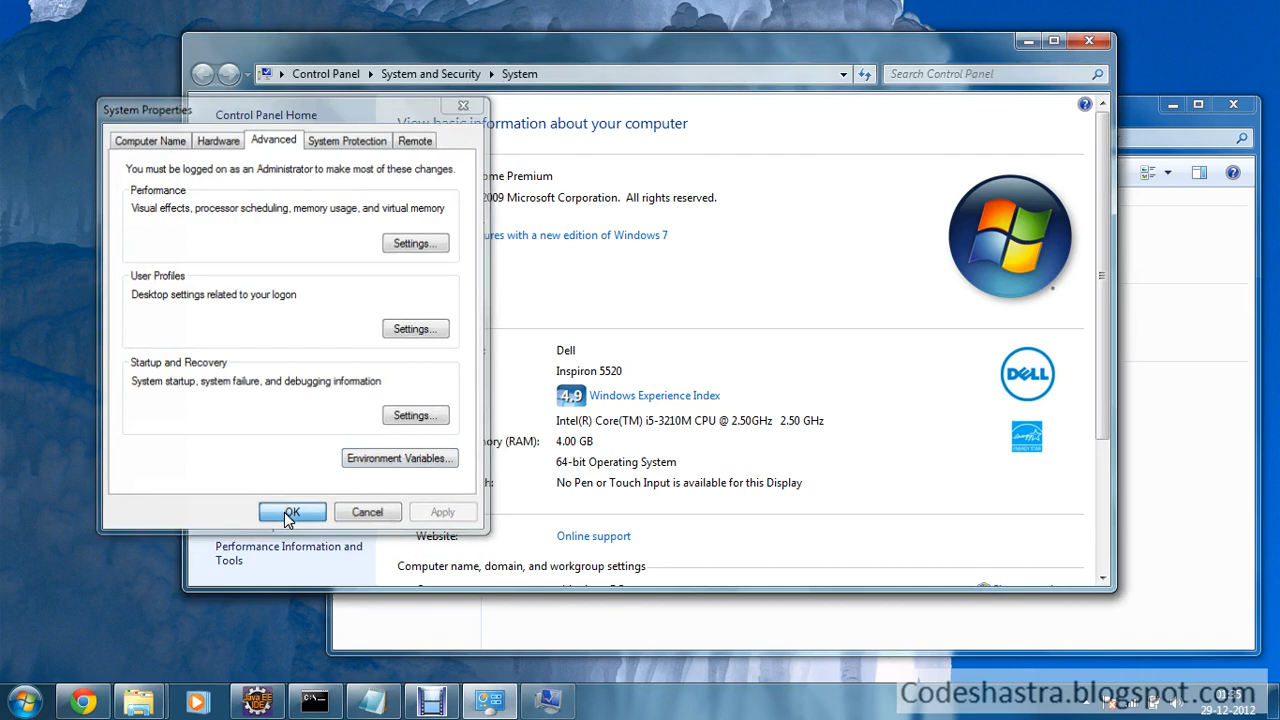 Control Panel
System and Security
System
Search Control Panel
System Properties
Control Panel Home
View basic information about your computer
Computer Name
Hardware
Advanced
System Protection
Remote
You must be logged on as an Administrator to make most of these changes.
Performance
Visual effects, processor scheduling, memory usage, and virtual memory
Settings...
User Profiles
Desktop settings related to your logon
Settings...
Startup and Recovery
System startup, system failure, and debugging information
Settings...
Environment Variables...
OK
Cancel
Apply
ome Premium
2009 Microsoft Corporation. All rights reserved.
ures with a new edition of Windows 7
Dell
Inspiron 5520
4,9 Windows Experience Index
Intel(R) Core(TM) i5-3210M CPU @ 2.50GHz 2.50 GHz
ory (RAM): 4.00 GB
64-bit Operating System
No Pen or Touch Input is available for this Display
DELL
Website: Online support
Performance Information and
Tools
Computer name, domain, and workgroup settings
Java EE
IDE
Codeshastra.blogspot.com
01:35
29-12-2012